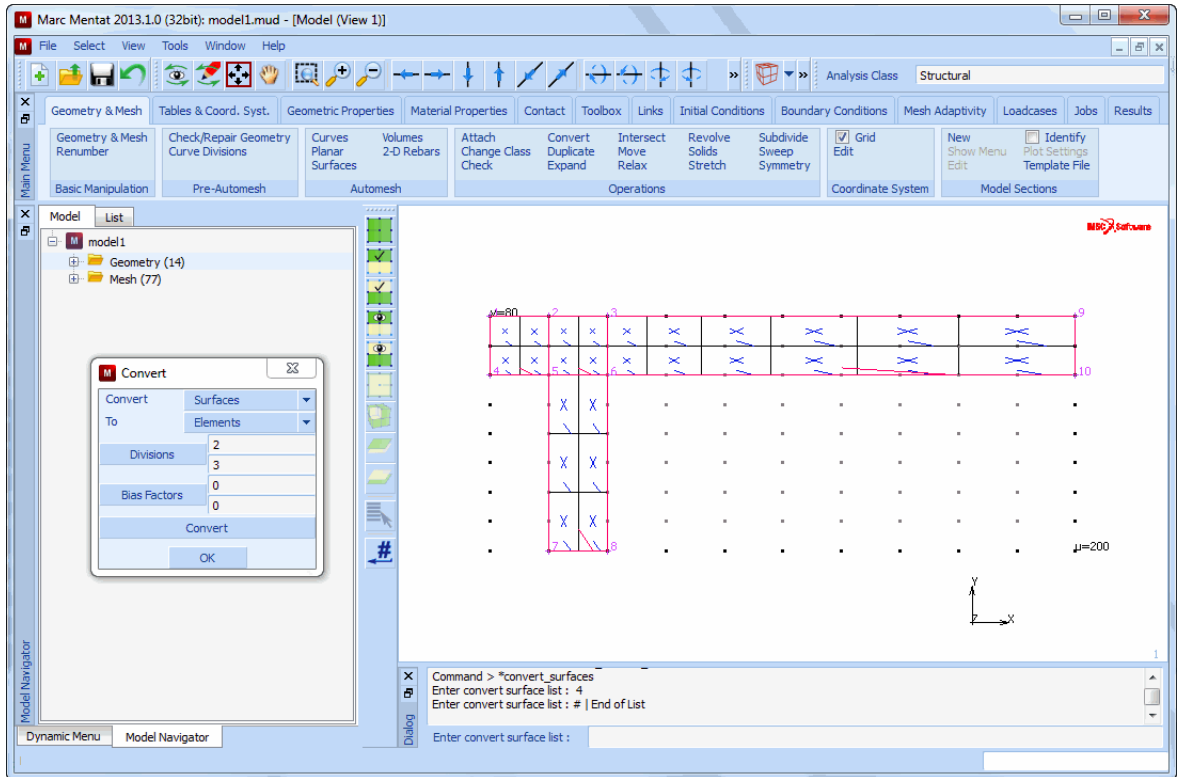 Marc Mentat 2013.1.0 (32bit): model1.mud - [Model (View 1)]
File Select View Tools Window Help
» » Analysis Class Structural
Geometry & Mesh Tables & Coord. Syst. Geometric Properties Material Properties Contact Toolbox Links Initial Conditions Boundary Conditions Mesh Adaptivity Loadcases Jobs Results
Main Menu
Geometry & Mesh Check/Repair Geometry Curves Volumes Attach Convert Intersect Revolve Subdivide Grid New Identify
Renumber Curve Divisions Planar 2-D Rebars Change Class Duplicate Move Solids Sweep Edit Show Menu Plot Settings
Surfaces Check Expand Relax Stretch Symmetry Edit Template File
Basic Manipulation Pre-Automesh Automesh Operations Coordinate System Model Sections
Model List
model1
Geometry (14)
Mesh (77)
Convert
Convert Surfaces
To Elements
Divisions 2
3
Bias Factors 0
0
Convert
OK
#
MSC Software
=80 2 3 9
4 5 6 10
7 8 μ=200
Y
Z X
1
Model Navigator
Command > *convert_surfaces
Enter convert surface list : 4
Enter convert surface list : # | End of List
Dialog
Enter convert surface list :
Dynamic Menu Model Navigator